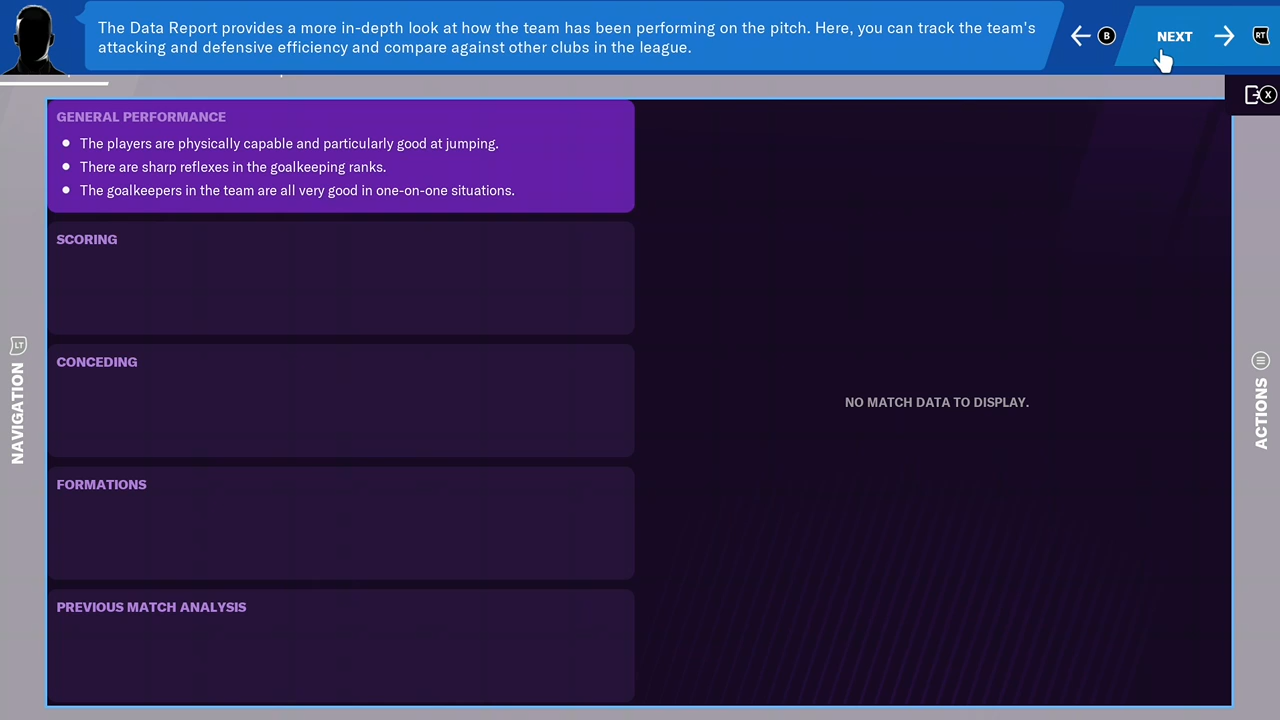 The Data Report provides a more in-depth look at how the team has been performing on the pitch. Here, you can track the team's
attacking and defensive efficiency and compare against other clubs in the league.
B
NEXT
RT
X
GENERAL PERFORMANCE
The players are physically capable and particularly good at jumping.
There are sharp reflexes in the goalkeeping ranks.
The goalkeepers in the team are all very good in one-on-one situations.
SCORING
CONCEDING
FORMATIONS
PREVIOUS MATCH ANALYSIS
NO MATCH DATA TO DISPLAY.
NAVIGATION LT
ACTIONS